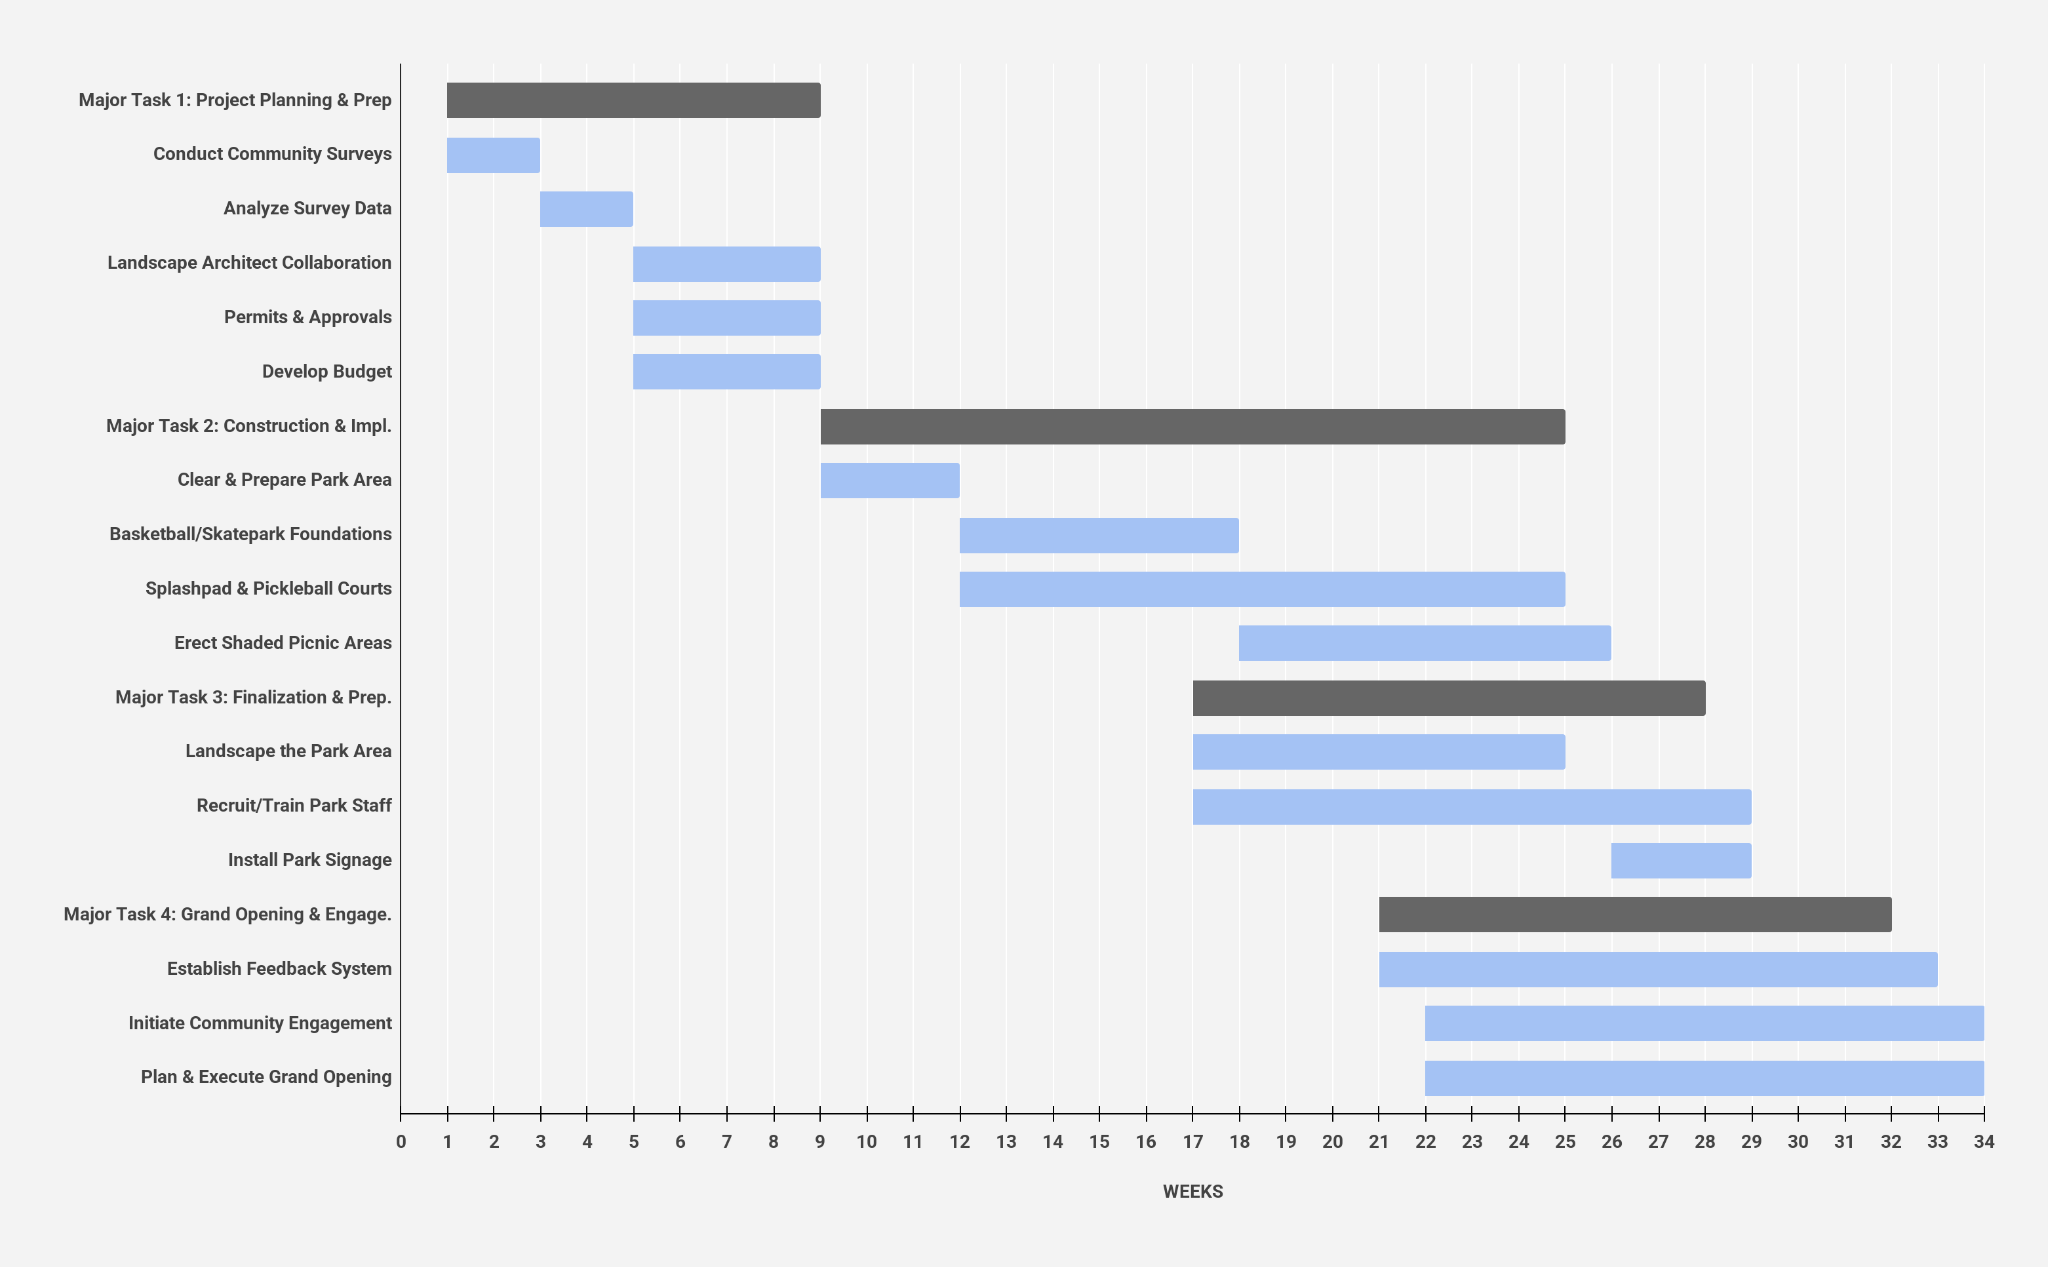 Major Task 1: Project Planning & Prep
Conduct Community Surveys
Analyze Survey Data
Landscape Architect Collaboration
Permits & Approvals
Develop Budget
Major Task 2: Construction & Impl.
Clear & Prepare Park Area
Basketball/Skatepark Foundations
Splashpad & Pickleball Courts
Erect Shaded Picnic Areas
Major Task 3: Finalization & Prep.
Landscape the Park Area
Recruit/Train Park Staff
Install Park Signage
Major Task 4: Grand Opening & Engage.
Establish Feedback System
Initiate Community Engagement
Plan & Execute Grand Opening
0 1 2 3 4 5 6 7 8 9 10 11 12 13 14 15 16 17 18 19 20 21 22 23 24 25 26 27 28 29 30 31 32 33 34
WEEKS